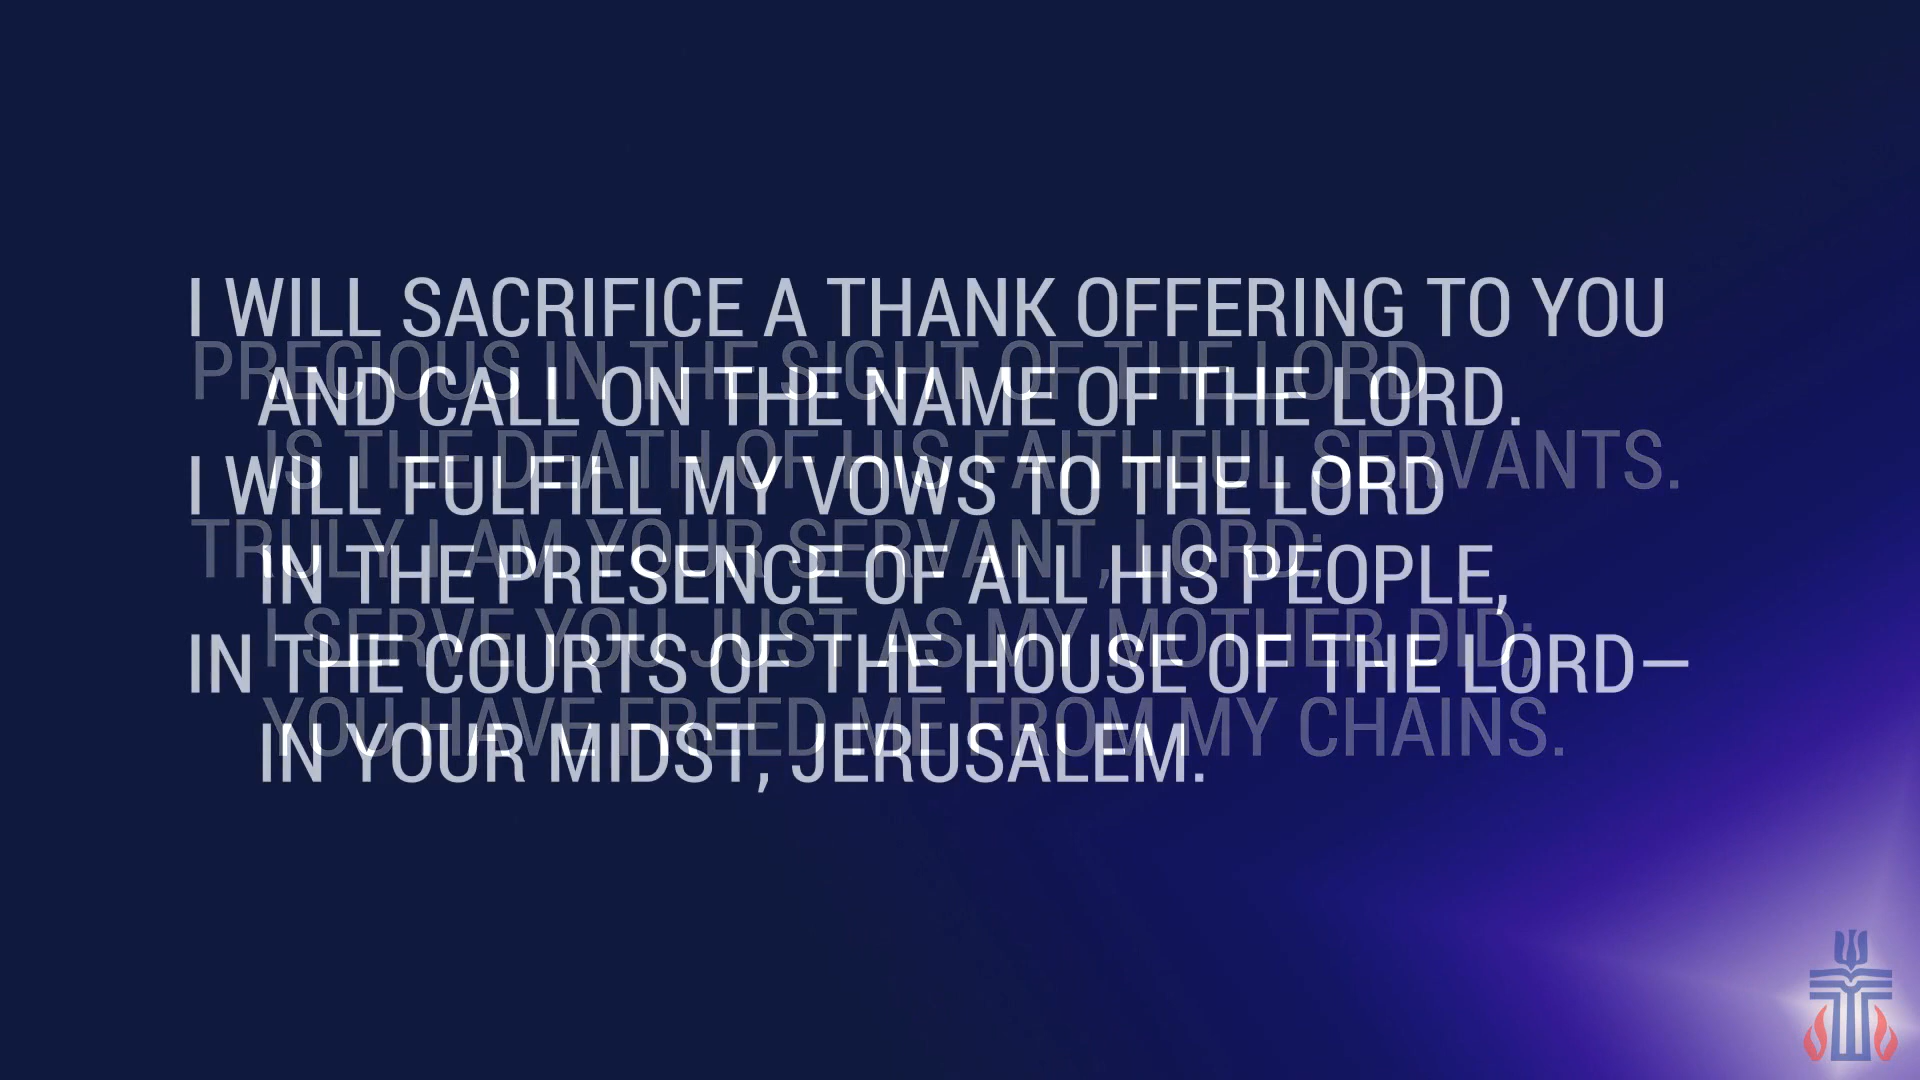 I WILL SACRIFICE A THANK OFFERING TO YOU
AND CALL ON THE NAME OF THE LORD.
I WILL FULFILL MY VOWS TO THE LORD
IN THE PRESENCE OF ALL HIS PEOPLE,
IN THE COURTS OF THE HOUSE OF THE LORD—
IN YOUR MIDST, JERUSALEM.
PRECIOUS IN THE SIGHT OF THE LORD
IS THE DEATH OF HIS FAITHFUL SERVANTS.
TRULY I AM YOUR SERVANT, LORD;
I SERVE YOU JUST AS MY MOTHER DID;
YOU HAVE FREED ME FROM MY CHAINS.